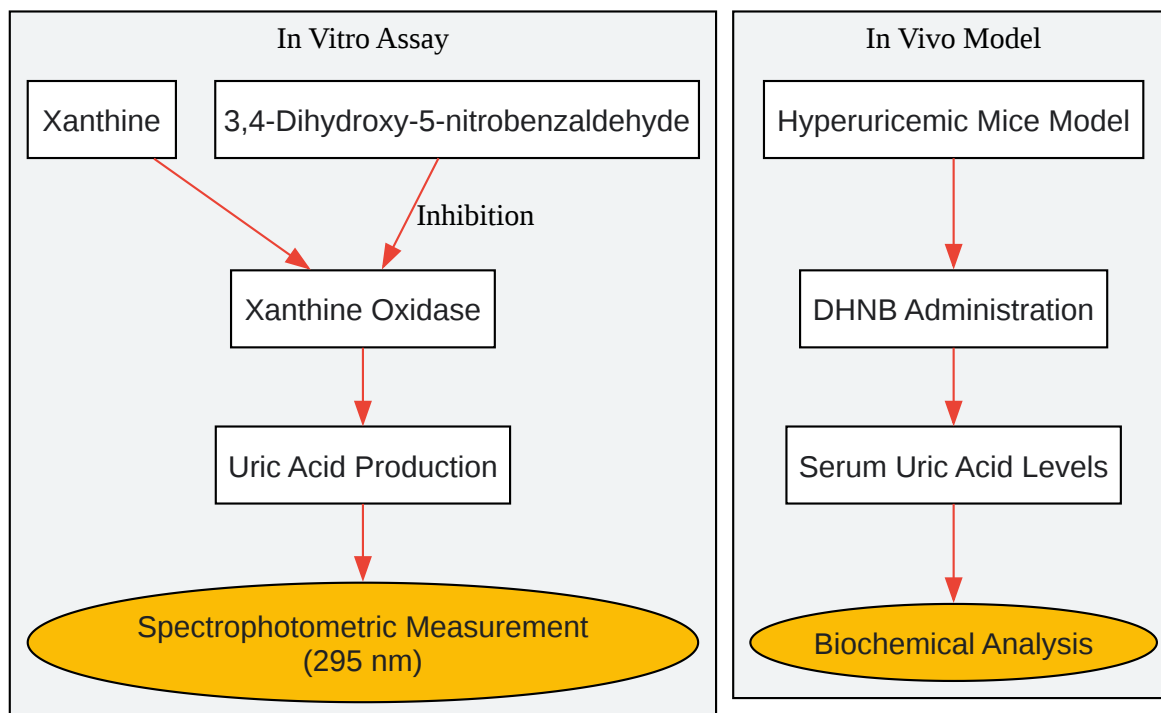 In Vitro Assay
Xanthine
3,4-Dihydroxy-5-nitrobenzaldehyde
Inhibition
Xanthine Oxidase
Uric Acid Production
Spectrophotometric Measurement
(295 nm)
In Vivo Model
Hyperuricemic Mice Model
DHNB Administration
Serum Uric Acid Levels
Biochemical Analysis